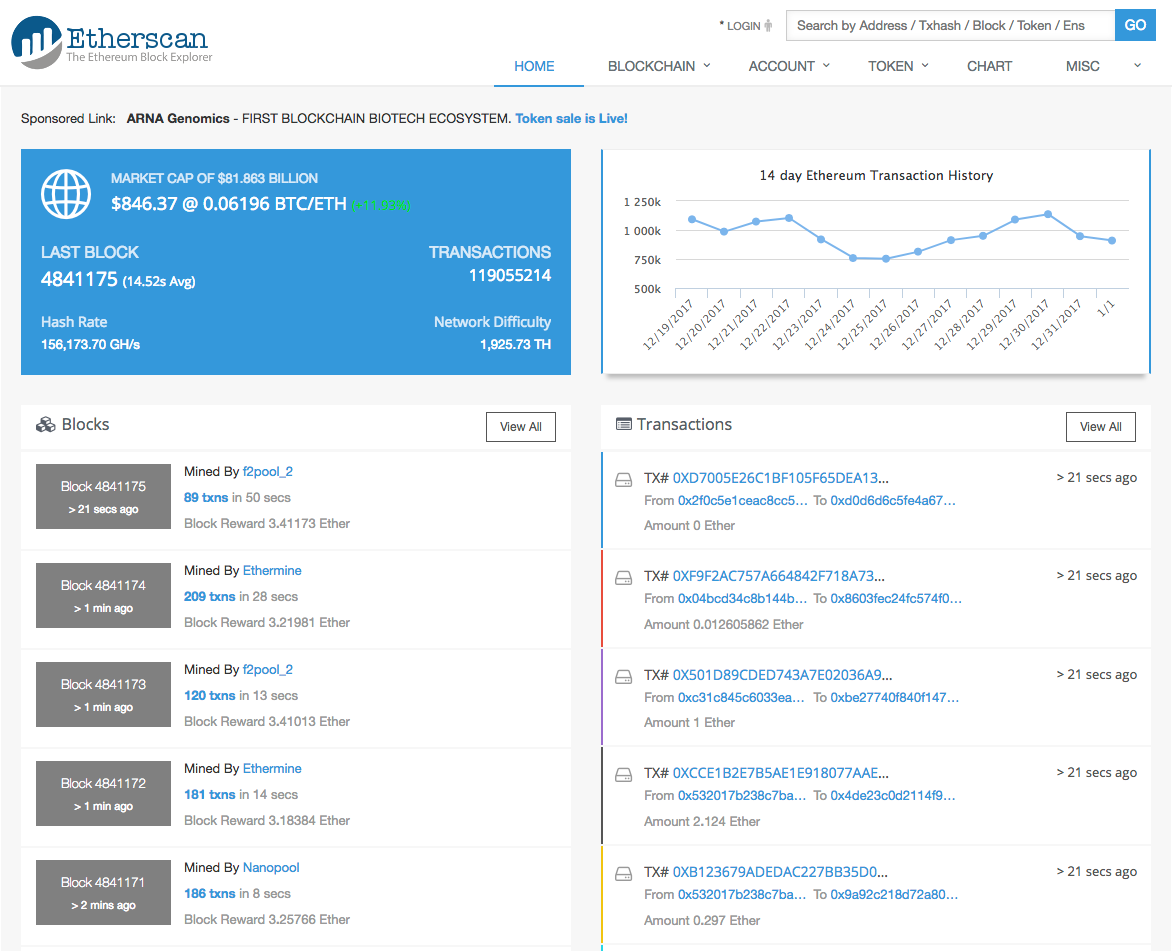 Etherscan
The Ethereum Block Explorer
* LOGIN
Search by Address / Txhash / Block / Token / Ens
GO
HOME BLOCKCHAIN ACCOUNT TOKEN CHART MISC
Sponsored Link: ARNA Genomics - FIRST BLOCKCHAIN BIOTECH ECOSYSTEM. Token sale is Live!
MARKET CAP OF $81.863 BILLION
$846.37 @ 0.06196 BTC/ETH (+11.93%)
LAST BLOCK
4841175 (14.52s Avg)
TRANSACTIONS
119055214
Hash Rate
156,173.70 GH/s
Network Difficulty
1,925.73 TH
14 day Ethereum Transaction History
1 250k
1 000k
750k
500k
12/19/2017 12/20/2017 12/21/2017 12/22/2017 12/23/2017 12/24/2017 12/25/2017 12/26/2017 12/27/2017 12/28/2017 12/29/2017 12/30/2017 12/31/2017 1/1
Blocks
View All
Block 4841175
> 21 secs ago
Mined By f2pool_2
89 txns in 50 secs
Block Reward 3.41173 Ether
Block 4841174
> 1 min ago
Mined By Ethermine
209 txns in 28 secs
Block Reward 3.21981 Ether
Block 4841173
> 1 min ago
Mined By f2pool_2
120 txns in 13 secs
Block Reward 3.41013 Ether
Block 4841172
> 1 min ago
Mined By Ethermine
181 txns in 14 secs
Block Reward 3.18384 Ether
Block 4841171
> 2 mins ago
Mined By Nanopool
186 txns in 8 secs
Block Reward 3.25766 Ether
Transactions
View All
TX# 0XD7005E26C1BF105F65DEA13... > 21 secs ago
From 0x2f0c5e1ceac8cc5... To 0xd0d6d6c5fe4a67...
Amount 0 Ether
TX# 0XF9F2AC757A664842F718A73... > 21 secs ago
From 0x04bcd34c8b144b... To 0x8603fec24fc574f0...
Amount 0.012605862 Ether
TX# 0X501D89CDED743A7E02036A9... > 21 secs ago
From 0xc31c845c6033ea... To 0xbe27740f840f147...
Amount 1 Ether
TX# 0XCCE1B2E7B5AE1E918077AAE... > 21 secs ago
From 0x532017b238c7ba... To 0x4de23c0d2114f9...
Amount 2.124 Ether
TX# 0XB123679ADEDAC227BB35D0... > 21 secs ago
From 0x532017b238c7ba... To 0x9a92c218d72a80...
Amount 0.297 Ether